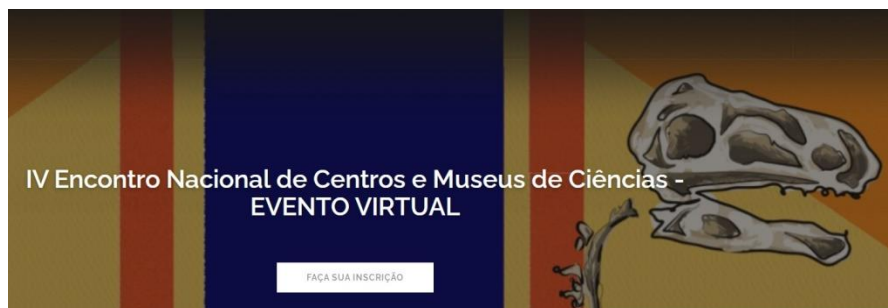 IV Encontro Nacional de Centros e Museus de Ciências -
EVENTO VIRTUAL
FAÇA SUA INSCRIÇÃO